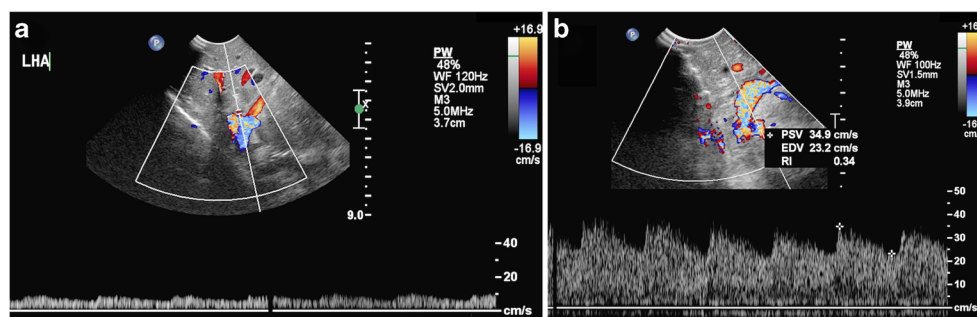 a
P
LHA
PW
48%
WF 120Hz
SV2.0mm
M3
5.0MHz
3.7cm
x
9.0
+16.9
-16.9
cm/s
40
20
cm/s
b
P
PW
48%
WF 100Hz
SV1.5mm
M3
5.0MHz
3.9cm
PSV 34.9 cm/s
EDV 23.2 cm/s
RI 0.34
cm/s
50
40
30
20
10
cm/s